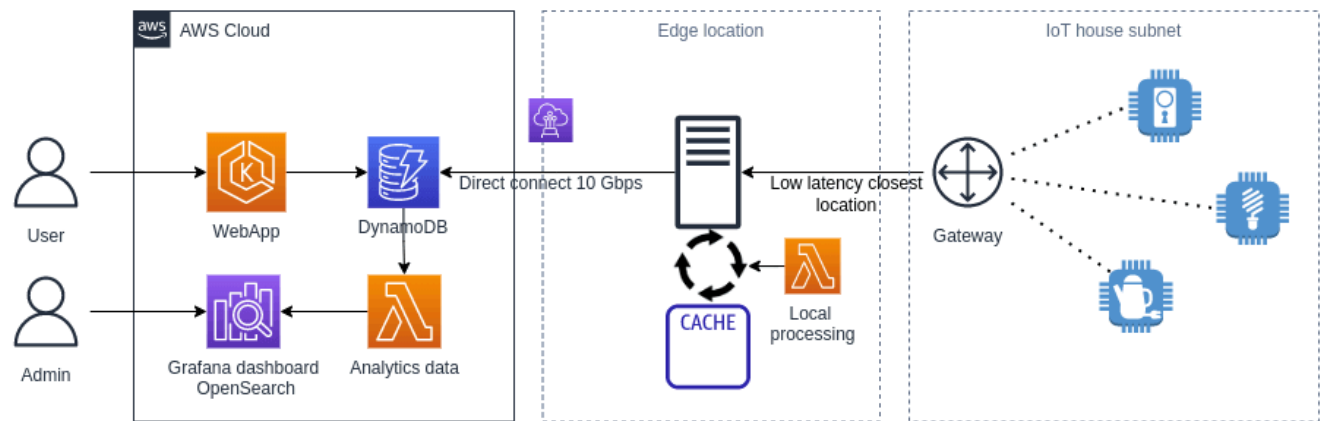 aws
AWS Cloud
Edge location
IoT house subnet
User
WebApp
DynamoDB
Direct connect 10 Gbps
Low latency closest
location
Gateway
Admin
Grafana dashboard
OpenSearch
Analytics data
CACHE
Local
processing
K